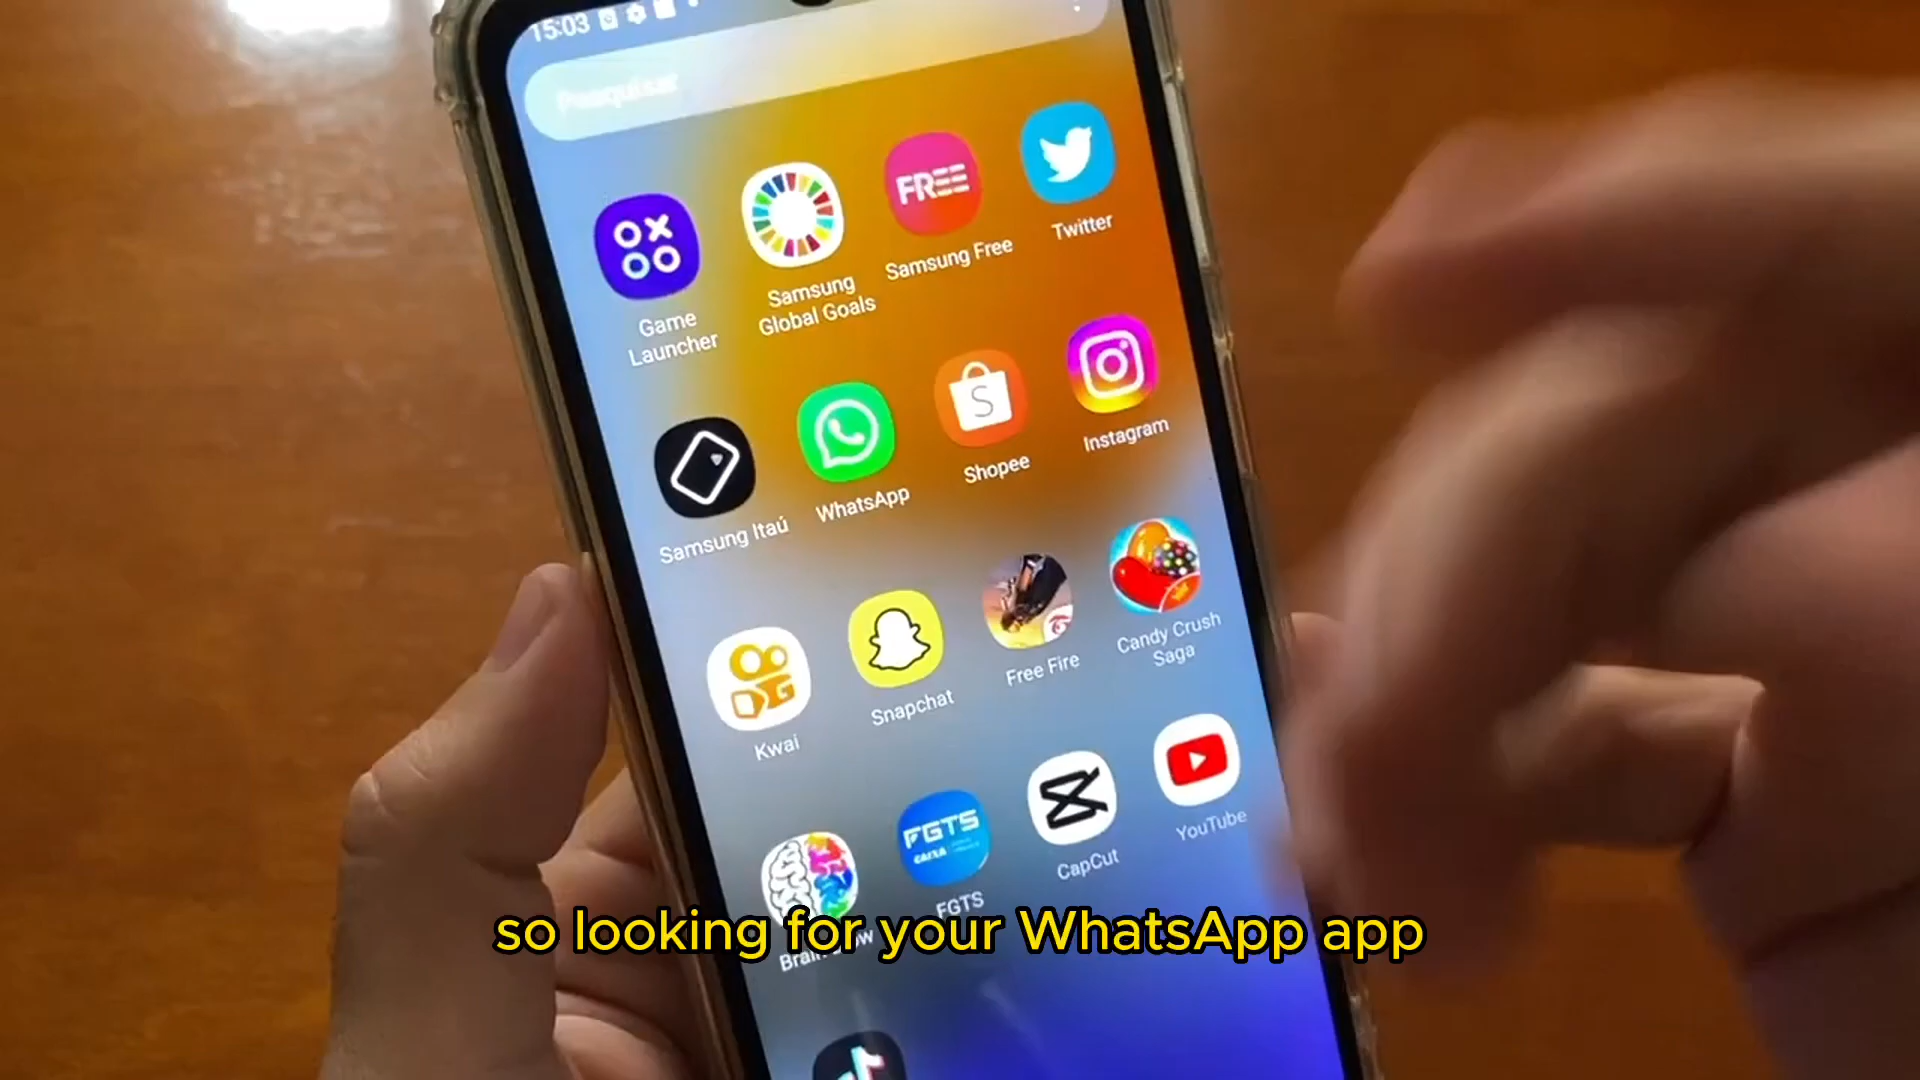 15:03
Pesquisar
FREE
Game
Launcher
Samsung
Global Goals
Samsung Free
Twitter
S
Samsung Itaú
WhatsApp
Shopee
Instagram
Kwai
Snapchat
Free Fire
Candy Crush
Saga
FGTS
CAIXA
FGTS
CapCut
YouTube
so looking for your WhatsApp app